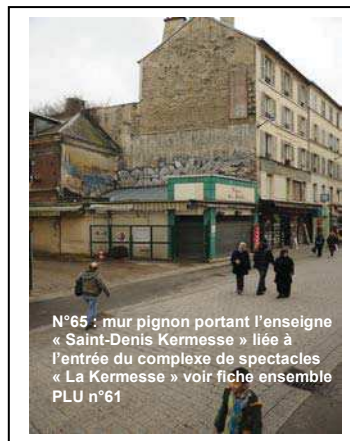 N°65 : mur pignon portant l’enseigne
« Saint-Denis Kermesse » liée à
l’entrée du complexe de spectacles
« La Kermesse » voir fiche ensemble
PLU n°61